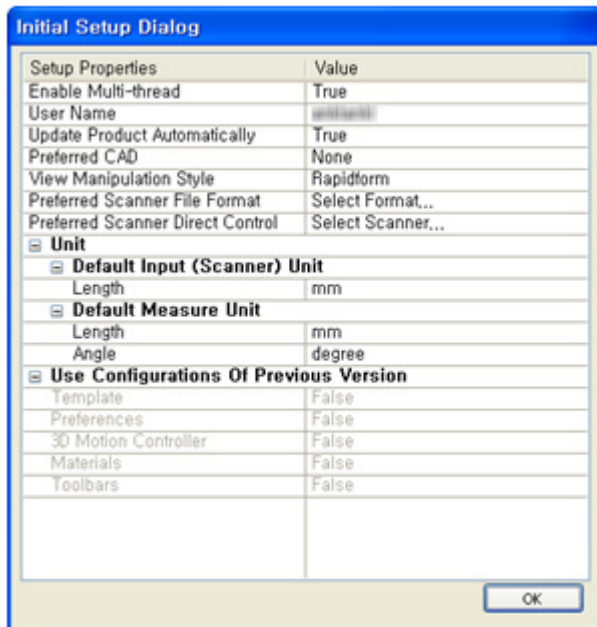 Initial Setup Dialog
Setup Properties Value
Enable Multi-thread True
User Name
Update Product Automatically True
Preferred CAD None
View Manipulation Style Rapidform
Preferred Scanner File Format Select Format...
Preferred Scanner Direct Control Select Scanner...
Unit
Default Input (Scanner) Unit
Length mm
Default Measure Unit
Length mm
Angle degree
Use Configurations Of Previous Version
Template False
Preferences False
3D Motion Controller False
Materials False
Toolbars False
OK